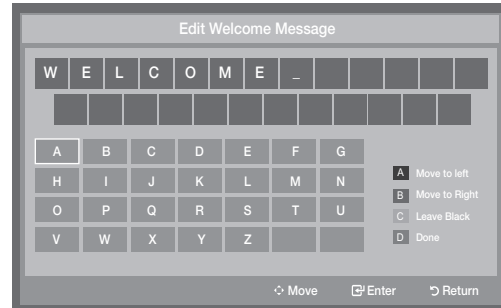 Edit Welcome Message
W E L C O M E _
A B C D E F G
H I J K L M N
O P Q R S T U
V W X Y Z
A Move to left
B Move to Right
C Leave Black
D Done
Move Enter Return